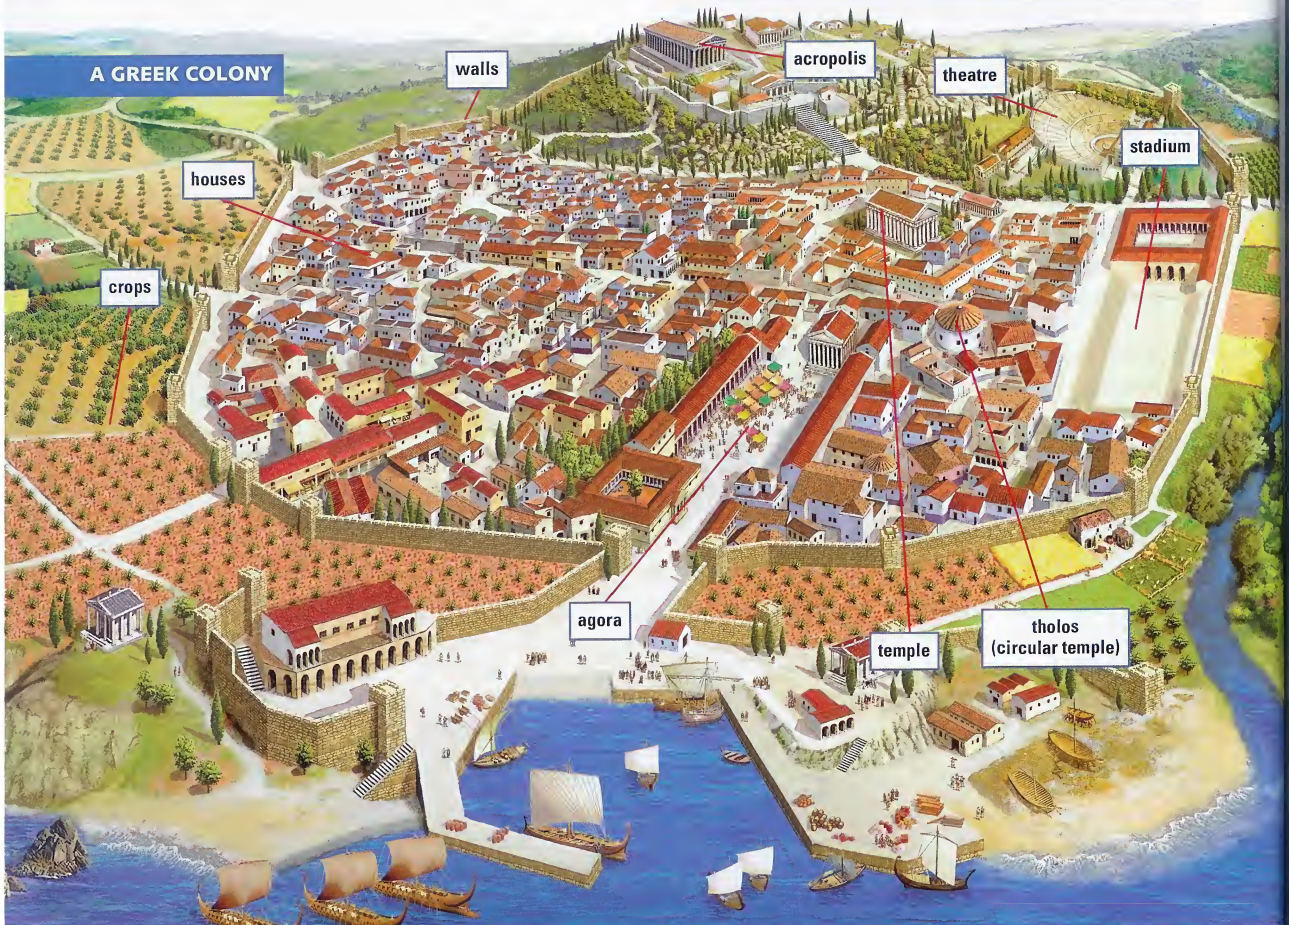 A GREEK COLONY
walls
acropolis
theatre
stadium
houses
crops
agora
temple
tholos
(circular temple)